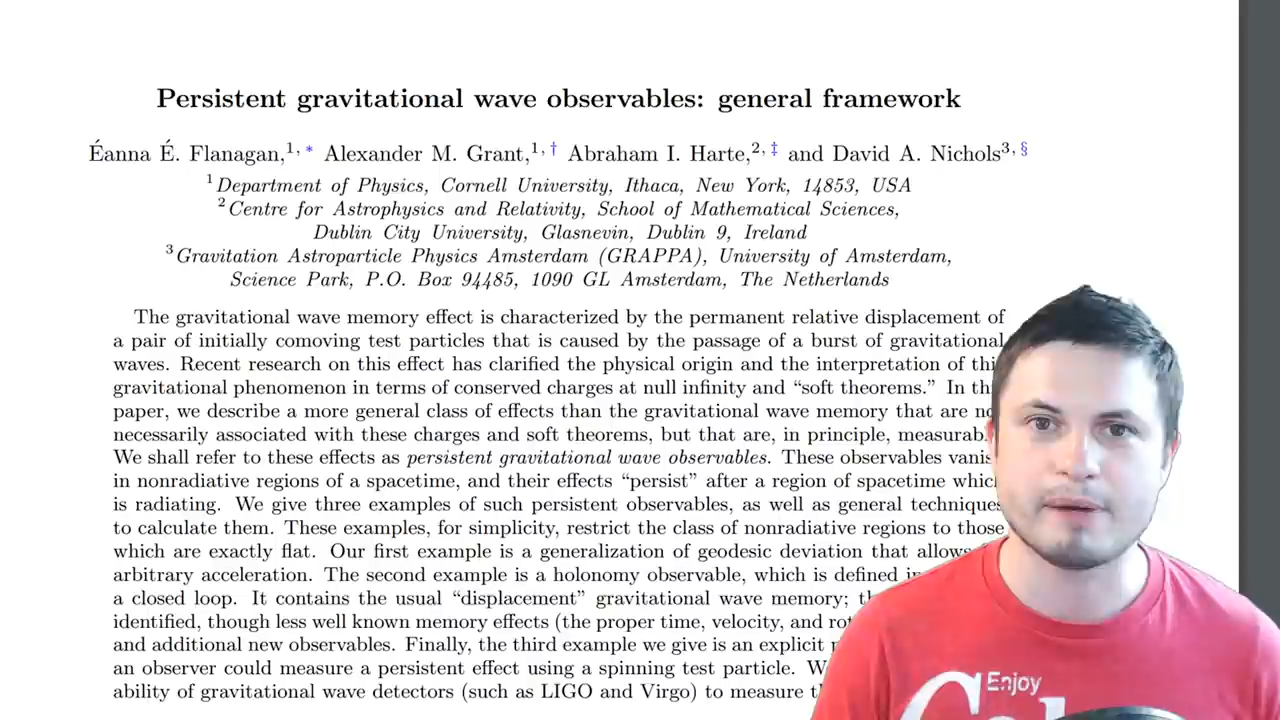 Persistent gravitational wave observables: general framework
Éanna É. Flanagan,1, * Alexander M. Grant,1, † Abraham I. Harte,2, ‡ and David A. Nichols3, §
1Department of Physics, Cornell University, Ithaca, New York, 14853, USA
2Centre for Astrophysics and Relativity, School of Mathematical Sciences,
Dublin City University, Glasnevin, Dublin 9, Ireland
3Gravitation Astroparticle Physics Amsterdam (GRAPPA), University of Amsterdam,
Science Park, P.O. Box 94485, 1090 GL Amsterdam, The Netherlands
The gravitational wave memory effect is characterized by the permanent relative displacement of
a pair of initially comoving test particles that is caused by the passage of a burst of gravitational
waves. Recent research on this effect has clarified the physical origin and the interpretation of
gravitational phenomenon in terms of conserved charges at null infinity and “soft theorems.” In
paper, we describe a more general class of effects than the gravitational wave memory that are
necessarily associated with these charges and soft theorems, but that are, in principle,
We shall refer to these effects as persistent gravitational wave observables. These observables
in nonradiative regions of a spacetime, and their effects “persist” after a region of spacetime
is radiating. We give three examples of such persistent observables, as well as general techniques
to calculate them. These examples, for simplicity, restrict the class of nonradiative regions to those
which are exactly flat. Our first example is a generalization of geodesic deviation that allows
arbitrary acceleration. The second example is a holonomy observable, which is defined
a closed loop. It contains the usual “displacement” gravitational wave memory;
identified, though less well known memory effects (the proper time, velocity, and
and additional new observables. Finally, the third example we give is an explicit
an observer could measure a persistent effect using a spinning test particle.
ability of gravitational wave detectors (such as LIGO and Virgo) to measure
Enjoy